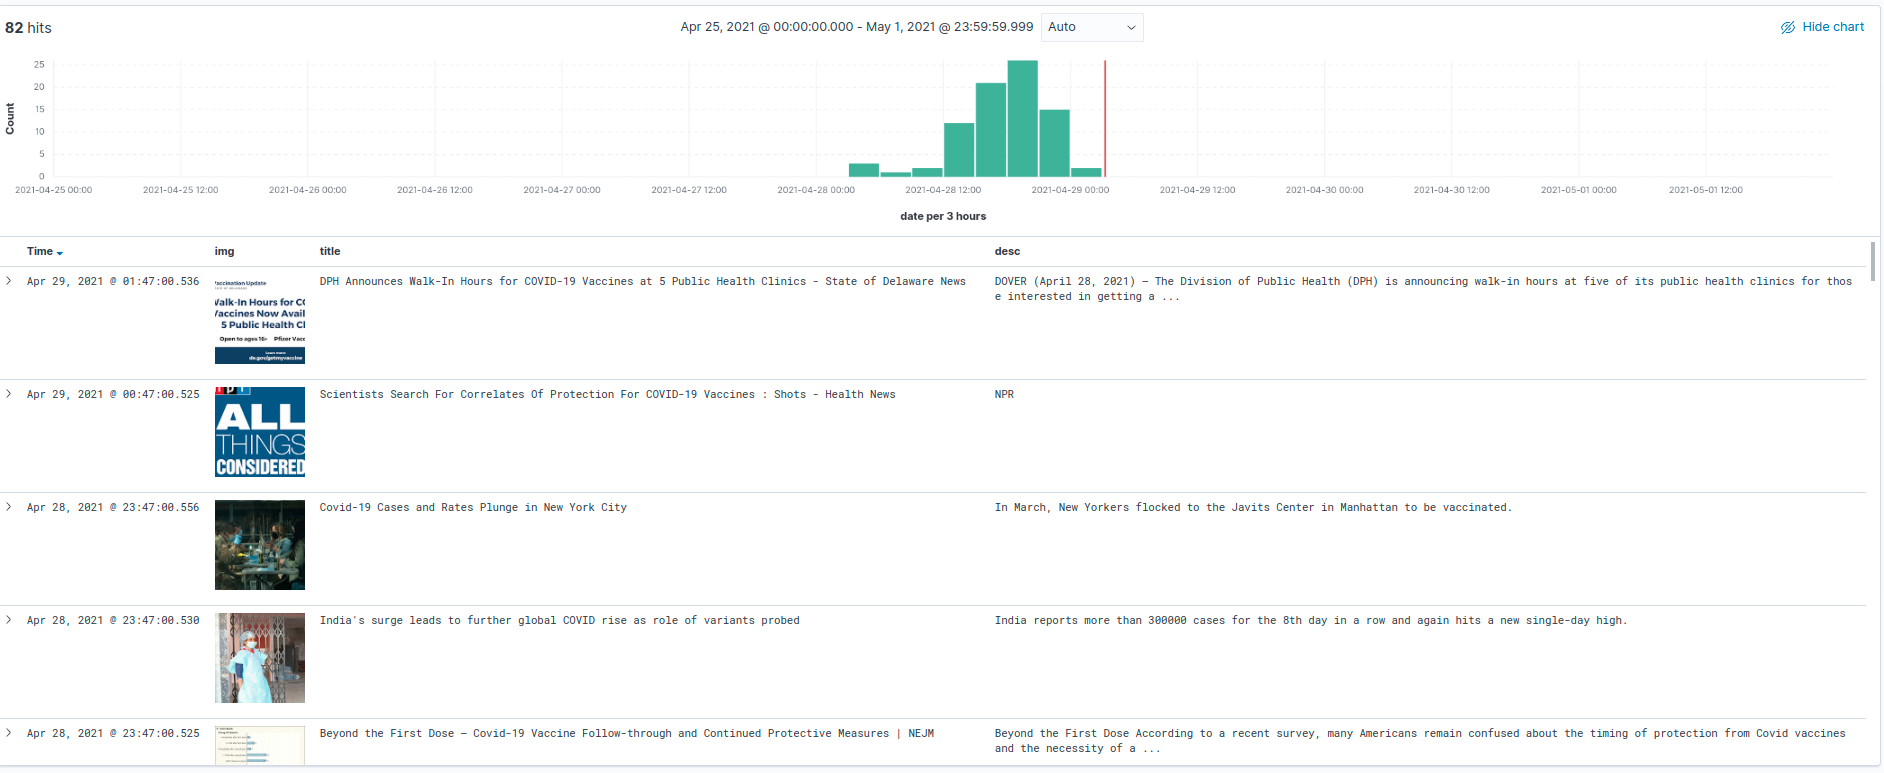 82 hits
Apr 25, 2021 @ 00:00:00.000 - May 1, 2021 @ 23:59:59.999
Auto
Hide chart
25
20
15
10
5
0
Count
2021-04-25 00:00
2021-04-25 12:00
2021-04-26 00:00
2021-04-26 12:00
2021-04-27 00:00
2021-04-27 12:00
2021-04-28 00:00
2021-04-28 12:00
2021-04-29 00:00
2021-04-29 12:00
2021-04-30 00:00
2021-04-30 12:00
2021-05-01 00:00
2021-05-01 12:00
date per 3 hours
Time
img
title
desc
Apr 29, 2021 @ 01:47:00.536
accination Update
Walk-In Hours for CO
Vaccines Now Avail
5 Public Health Cl
Open to ages 16+ Pfizer Vacc
Learn more:
de.gov/getmyvaccine
DPH Announces Walk-In Hours for COVID-19 Vaccines at 5 Public Health Clinics - State of Delaware News
DOVER (April 28, 2021) – The Division of Public Health (DPH) is announcing walk-in hours at five of its public health clinics for thos
e interested in getting a ...
Apr 29, 2021 @ 00:47:00.525
ALL
THINGS
CONSIDERED
Scientists Search For Correlates Of Protection For COVID-19 Vaccines : Shots - Health News
NPR
Apr 28, 2021 @ 23:47:00.556
Covid-19 Cases and Rates Plunge in New York City
In March, New Yorkers flocked to the Javits Center in Manhattan to be vaccinated.
Apr 28, 2021 @ 23:47:00.530
India's surge leads to further global COVID rise as role of variants probed
India reports more than 300000 cases for the 8th day in a row and again hits a new single-day high.
Apr 28, 2021 @ 23:47:00.525
Beyond the First Dose — Covid-19 Vaccine Follow-through and Continued Protective Measures | NEJM
Beyond the First Dose According to a recent survey, many Americans remain confused about the timing of protection from Covid vaccines
and the necessity of a ...